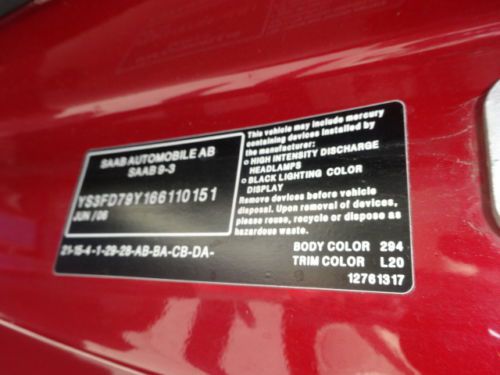 SAAB AUTOMOBILE AB
SAAB 9-3
YS3FD79Y166110151
JUN / 06
21-15-4-1-29-28-AB-BA-CB-DA-
This vehicle may include mercury
containing devices installed by
the manufacturer:
O HIGH INTENSITY DISCHARGE
HEADLAMPS
O BLACK LIGHTING COLOR
DISPLAY
Remove devices before vehicle
disposal. Upon removal of devices,
please reuse, recycle or dispose as
hazardous waste.
BODY COLOR 294
TRIM COLOR L20
12761317